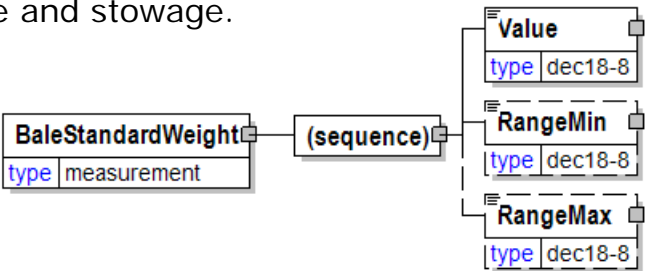 e and stowage.
Value
type dec18-8
BaleStandardWeight
type measurement
(sequence)
RangeMin
type dec18-8
RangeMax
type dec18-8